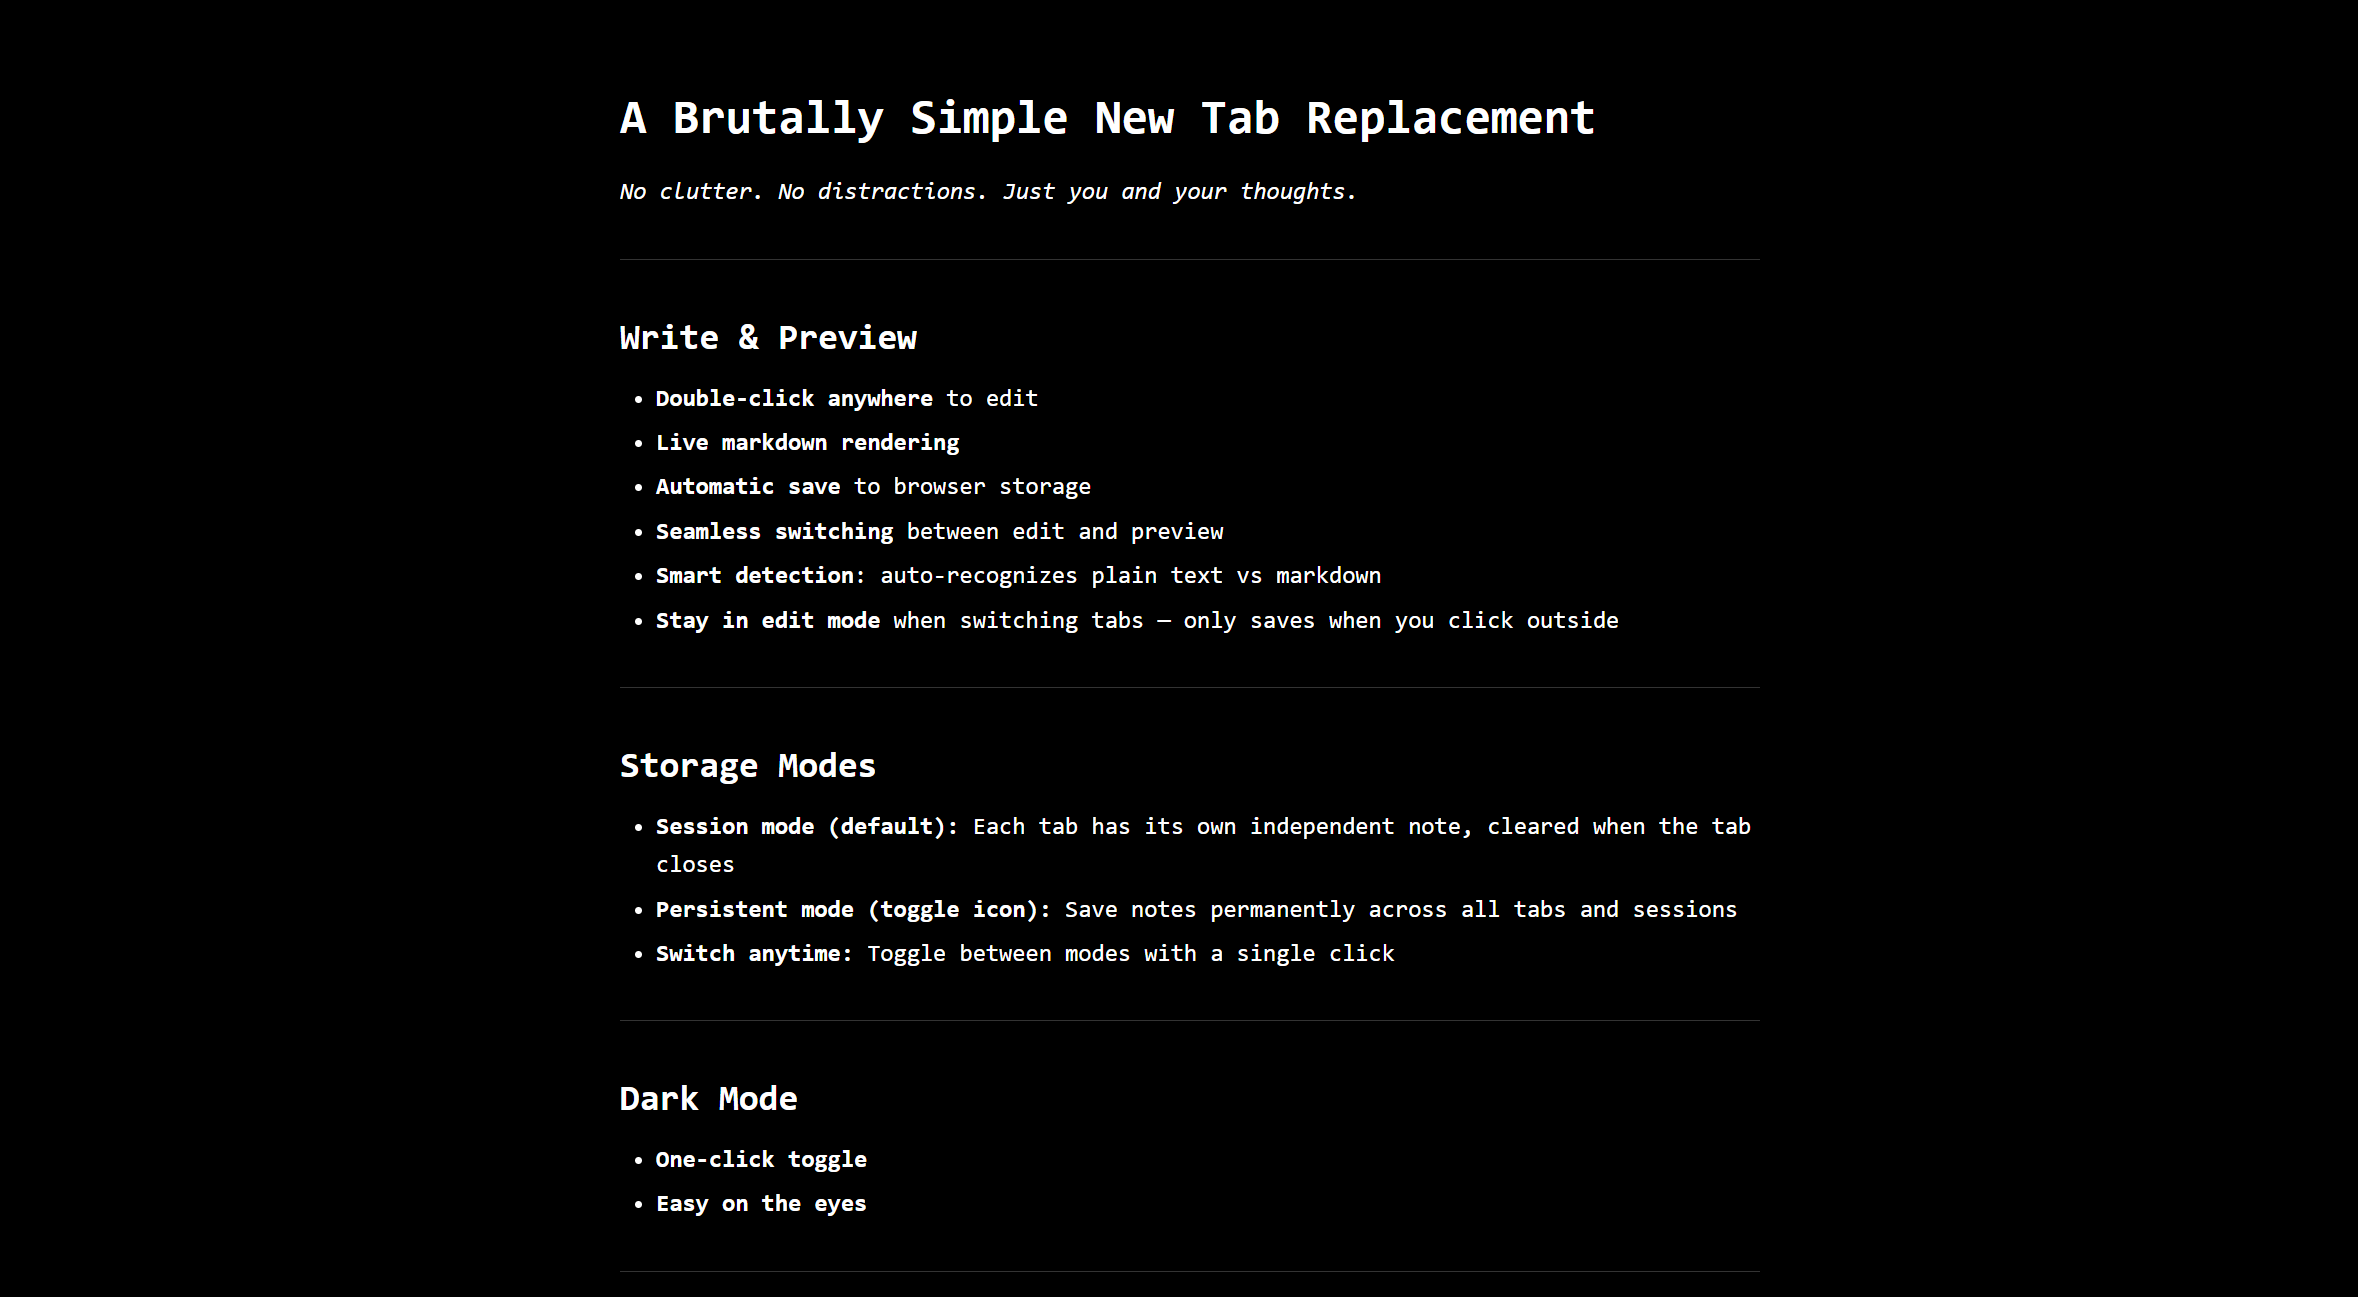 A Brutally Simple New Tab Replacement
No clutter. No distractions. Just you and your thoughts.
Write & Preview
• Double-click anywhere to edit
• Live markdown rendering
• Automatic save to browser storage
• Seamless switching between edit and preview
• Smart detection: auto-recognizes plain text vs markdown
• Stay in edit mode when switching tabs — only saves when you click outside
Storage Modes
• Session mode (default): Each tab has its own independent note, cleared when the tab
closes
• Persistent mode (toggle icon): Save notes permanently across all tabs and sessions
• Switch anytime: Toggle between modes with a single click
Dark Mode
• One-click toggle
• Easy on the eyes